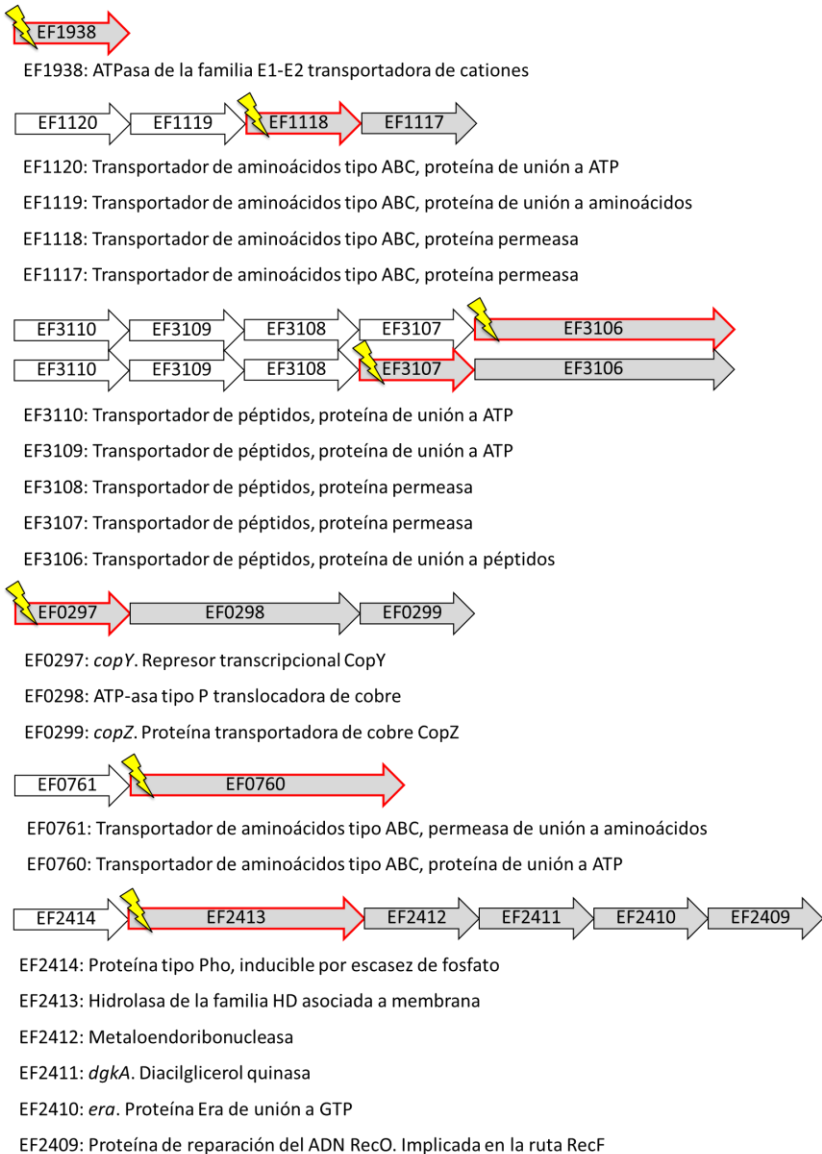 EF1938
EF1938: ATPasa de la familia E1-E2 transportadora de cationes
EF1120 EF1119 EF1118 EF1117
EF1120: Transportador de aminoácidos tipo ABC, proteína de unión a ATP
EF1119: Transportador de aminoácidos tipo ABC, proteína de unión a aminoácidos
EF1118: Transportador de aminoácidos tipo ABC, proteína permeasa
EF1117: Transportador de aminoácidos tipo ABC, proteína permeasa
EF3110 EF3109 EF3108 EF3107 EF3106
EF3110 EF3109 EF3108 EF3107 EF3106
EF3110: Transportador de péptidos, proteína de unión a ATP
EF3109: Transportador de péptidos, proteína de unión a ATP
EF3108: Transportador de péptidos, proteína permeasa
EF3107: Transportador de péptidos, proteína permeasa
EF3106: Transportador de péptidos, proteína de unión a péptidos
EF0297 EF0298 EF0299
EF0297: copY. Represor transcripcional CopY
EF0298: ATP-asa tipo P translocadora de cobre
EF0299: copZ. Proteína transportadora de cobre CopZ
EF0761 EF0760
EF0761: Transportador de aminoácidos tipo ABC, permeasa de unión a aminoácidos
EF0760: Transportador de aminoácidos tipo ABC, proteína de unión a ATP
EF2414 EF2413 EF2412 EF2411 EF2410 EF2409
EF2414: Proteína tipo Pho, inducible por escasez de fosfato
EF2413: Hidrolasa de la familia HD asociada a membrana
EF2412: Metaloendoribonucleasa
EF2411: dgkA. Diacilglicerol quinasa
EF2410: era. Proteína Era de unión a GTP
EF2409: Proteína de reparación del ADN RecO. Implicada en la ruta RecF